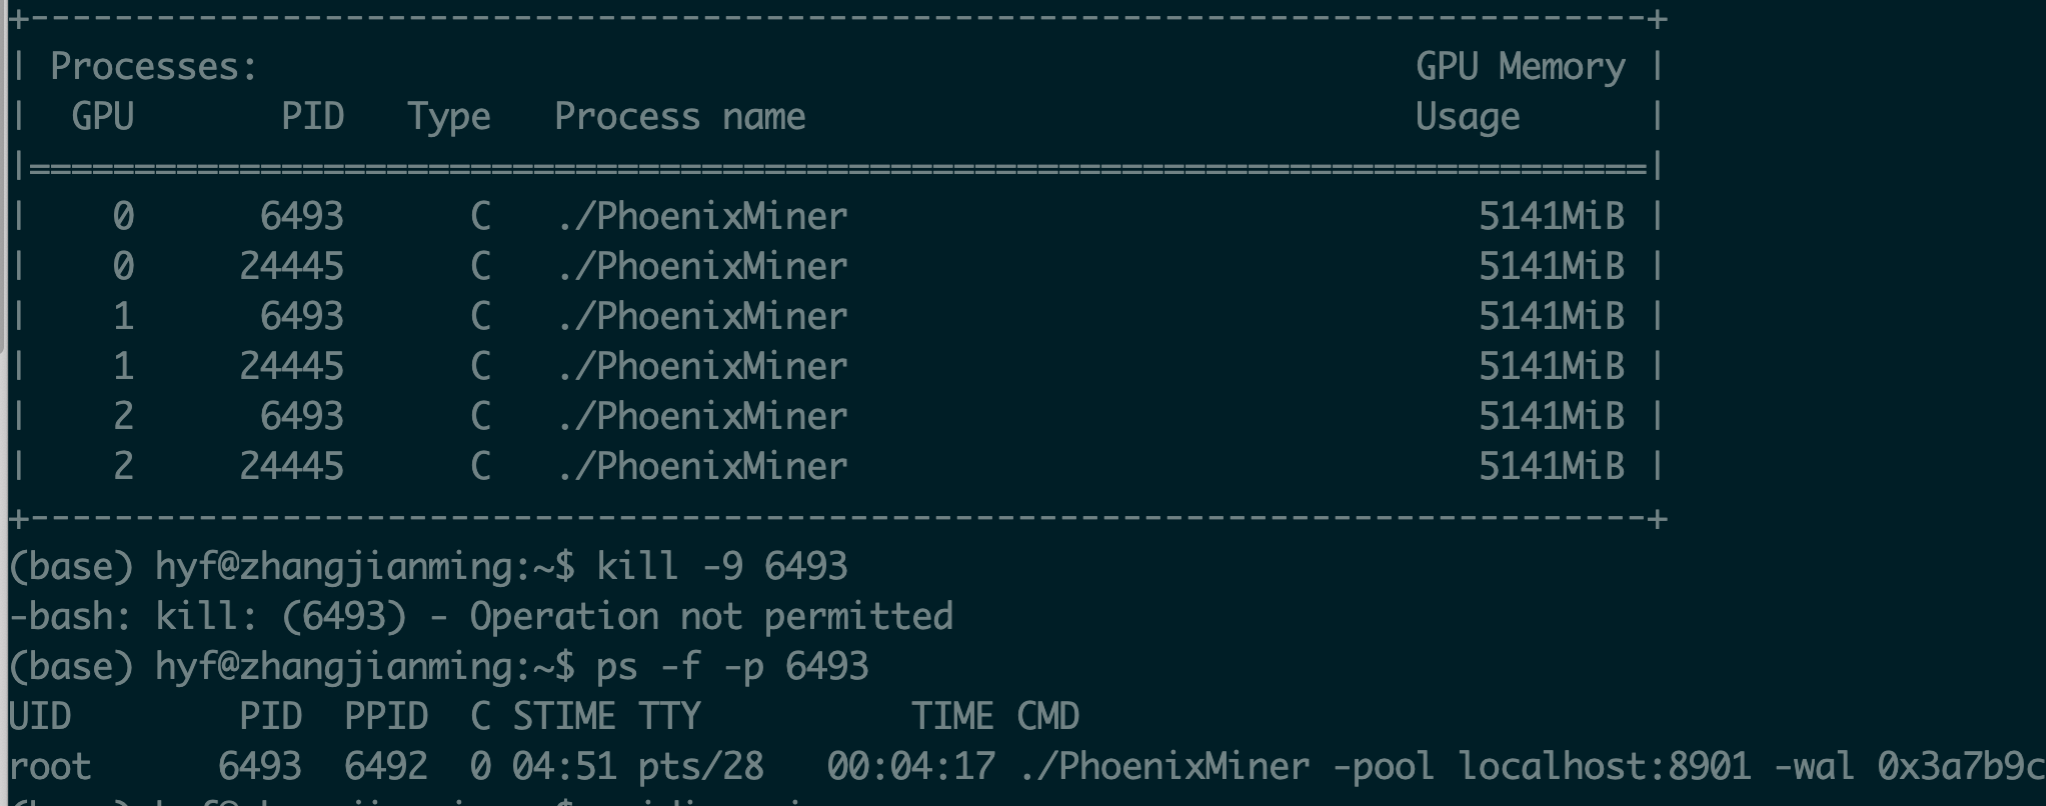 +-----------------------------------------------------------------------------+
| Processes:                                                       GPU Memory |
|  GPU       PID   Type   Process name                             Usage      |
|=============================================================================|
|    0      6493      C   ./PhoenixMiner                              5141MiB |
|    0     24445      C   ./PhoenixMiner                              5141MiB |
|    1      6493      C   ./PhoenixMiner                              5141MiB |
|    1     24445      C   ./PhoenixMiner                              5141MiB |
|    2      6493      C   ./PhoenixMiner                              5141MiB |
|    2     24445      C   ./PhoenixMiner                              5141MiB |
+-----------------------------------------------------------------------------+
(base) hyf@zhangjianming:~$ kill -9 6493
-bash: kill: (6493) - Operation not permitted
(base) hyf@zhangjianming:~$ ps -f -p 6493
UID        PID  PPID  C STIME TTY          TIME CMD
root      6493  6492  0 04:51 pts/28   00:04:17 ./PhoenixMiner -pool localhost:8901 -wal 0x3a7b9c